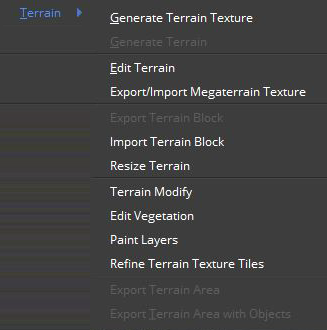 Terrain
Generate Terrain Texture
Generate Terrain
Edit Terrain
Export/Import Megaterrain Texture
Export Terrain Block
Import Terrain Block
Resize Terrain
Terrain Modify
Edit Vegetation
Paint Layers
Refine Terrain Texture Tiles
Export Terrain Area
Export Terrain Area with Objects